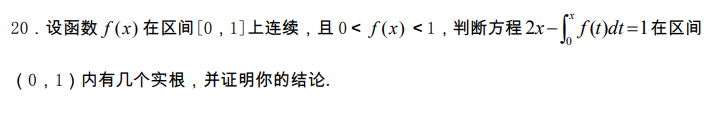 20．设函数 f(x) 在区间[0，1]上连续，且 0< f(x) <1，判断方程 2x−∫₀ˣ f(t)dt=1 在区间
（0，1）内有几个实根，并证明你的结论.